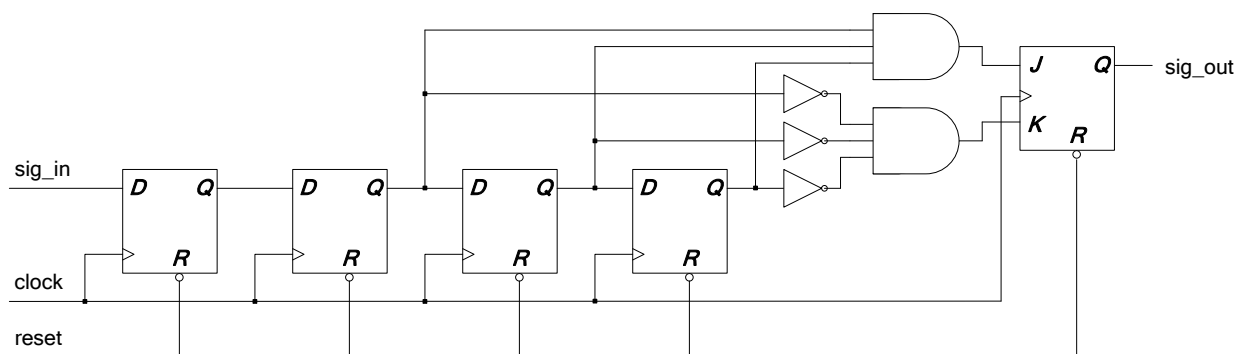 J Q
sig_out
K
R
sig_in
D Q D Q D Q D Q
R R R R
clock
reset